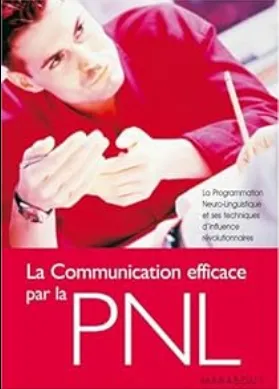 La Programmation
Neuro-Linguistique
et ses techniques
d'influence
révolutionnaires
La Communication efficace
par la
PNL
MARABOUT